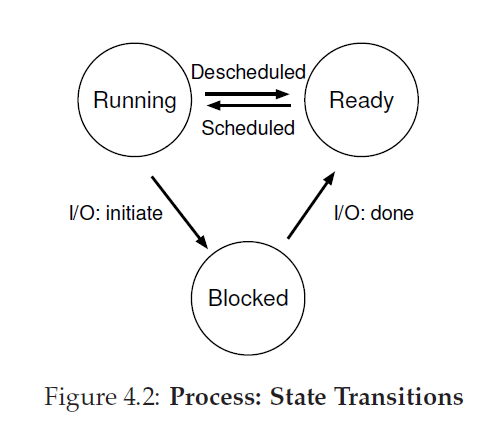 Descheduled
Running
Ready
Scheduled
I/O: initiate
I/O: done
Blocked
Figure 4.2: Process: State Transitions